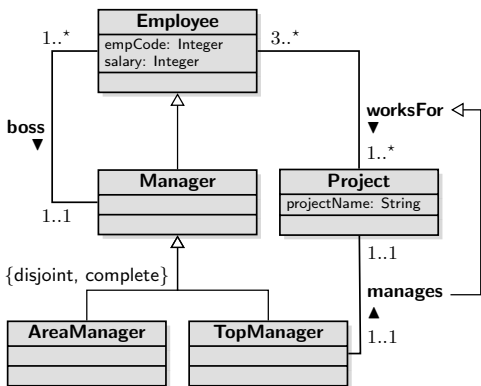 Employee
empCode: Integer
salary: Integer
1..*
3..*
boss
▼
worksFor
▼
1..*
Manager
Project
projectName: String
1..1
1..1
{disjoint, complete}
manages
▲
1..1
AreaManager
TopManager